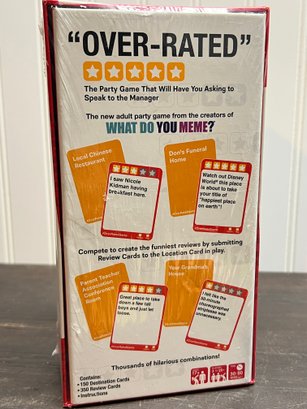 “OVER-RATED”
The Party Game That Will Have You Asking to
Speak to the Manager
The new adult party game from the creators of
WHAT DO YOU MEME?
Local Chinese
Restaurant
I saw Nicole
Kidman having
breakfast here.
Don's Funeral
Home
Watch out Disney
World® this place
is about to take
your title of
"happiest place
on earth"!
Compete to create the funniest reviews by submitting
Review Cards to the Location Card in play.
Parent Teacher
Association
Conference
Room
Great place to take
down a few tall
boys and just let
loose.
Your Grandma's
House
I felt like the
30-minute
choreographed
employee
was
unnecessary.
Thousands of hilarious combinations!
Contains:
• 150 Destination Cards
• 350 Review Cards
• Instructions
17+
30-90